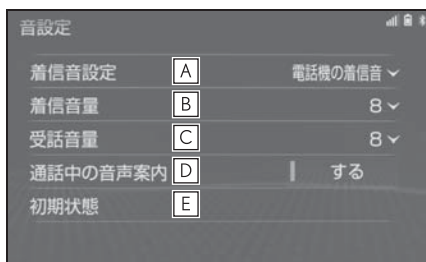 音設定
着信音設定 A 電話機の着信音
着信音量 B 8
受話音量 C 8
通話中の音声案内 D する
初期状態 E